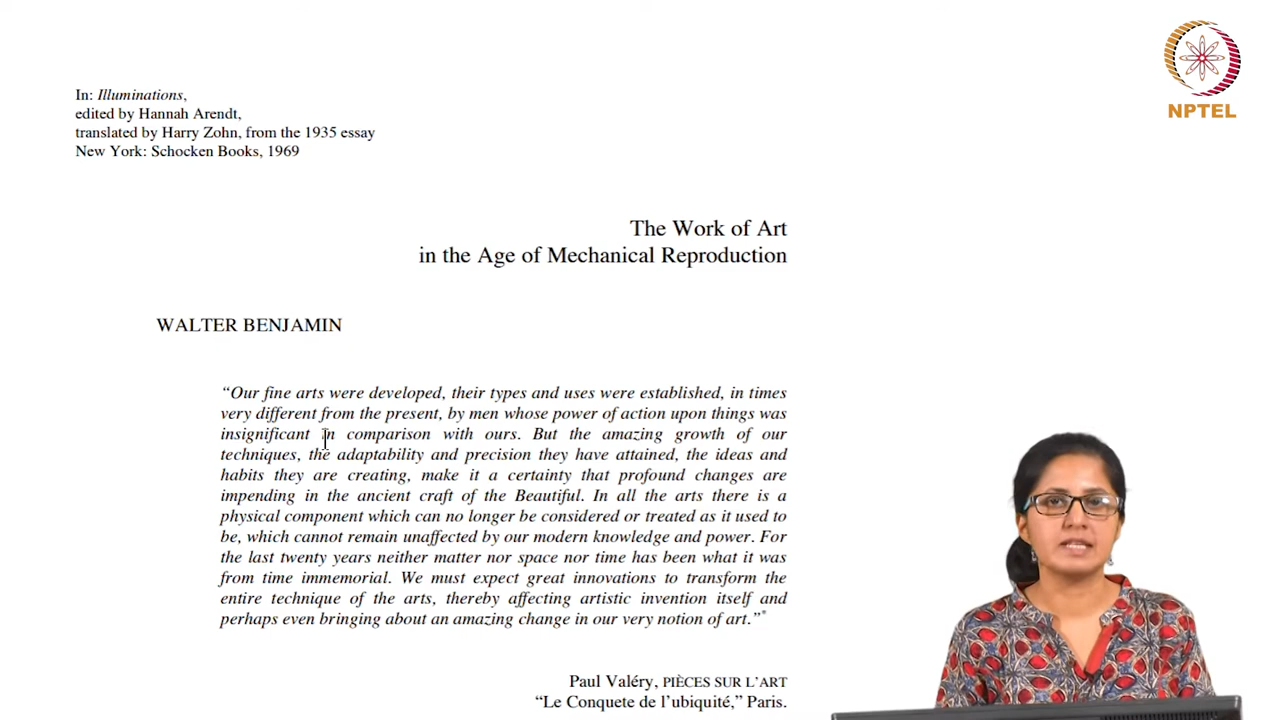 In: Illuminations,
edited by Hannah Arendt,
translated by Harry Zohn, from the 1935 essay
New York: Schocken Books, 1969
NPTEL
The Work of Art
in the Age of Mechanical Reproduction
WALTER BENJAMIN
“Our fine arts were developed, their types and uses were established, in times
very different from the present, by men whose power of action upon things was
insignificant in comparison with ours. But the amazing growth of our
techniques, the adaptability and precision they have attained, the ideas and
habits they are creating, make it a certainty that profound changes are
impending in the ancient craft of the Beautiful. In all the arts there is a
physical component which can no longer be considered or treated as it used to
be, which cannot remain unaffected by our modern knowledge and power. For
the last twenty years neither matter nor space nor time has been what it was
from time immemorial. We must expect great innovations to transform the
entire technique of the arts, thereby affecting artistic invention itself and
perhaps even bringing about an amazing change in our very notion of art.”*
Paul Valéry, PIÈCES SUR L’ART
“Le Conquete de l’ubiquité,” Paris.